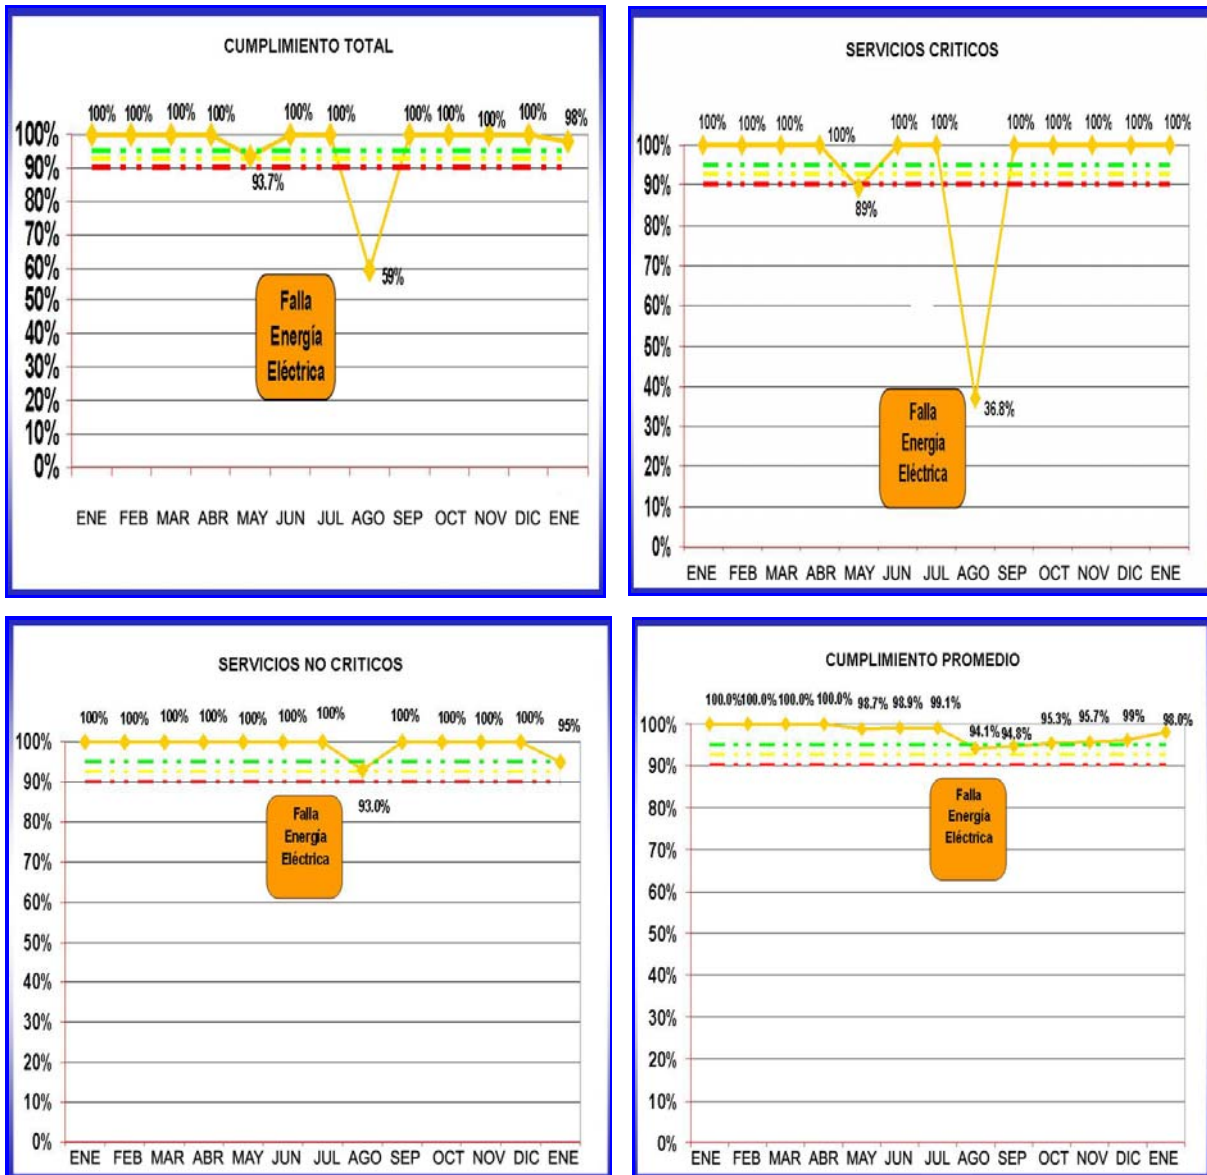 CUMPLIMIENTO TOTAL
100% 100% 100% 100% 100% 100% 100% 100% 100% 100% 98%
100%
90%
93.7%
80%
70%
60%
59%
50%
40%
30%
20%
10%
0%
Falla
Energía
Eléctrica
ENE FEB MAR ABR MAY JUN JUL AGO SEP OCT NOV DIC ENE
SERVICIOS CRITICOS
100% 100% 100% 100% 100% 100% 100% 100% 100% 100% 100%
100%
90%
89%
80%
70%
60%
50%
40%
36.8%
30%
20%
10%
0%
Falla
Energía
Eléctrica
ENE FEB MAR ABR MAY JUN JUL AGO SEP OCT NOV DIC ENE
SERVICIOS NO CRITICOS
100% 100% 100% 100% 100% 100% 100% 100% 100% 100% 100% 95%
100%
90%
93.0%
80%
70%
60%
50%
40%
30%
20%
10%
0%
Falla
Energía
Eléctrica
ENE FEB MAR ABR MAY JUN JUL AGO SEP OCT NOV DIC ENE
CUMPLIMIENTO PROMEDIO
100.0% 100.0% 100.0% 100.0% 98.7% 98.9% 99.1% 94.1% 94.8% 95.3% 95.7% 99% 98.0%
100%
90%
80%
70%
60%
50%
40%
30%
20%
10%
0%
Falla
Energía
Eléctrica
ENE FEB MAR ABR MAY JUN JUL AGO SEP OCT NOV DIC ENE